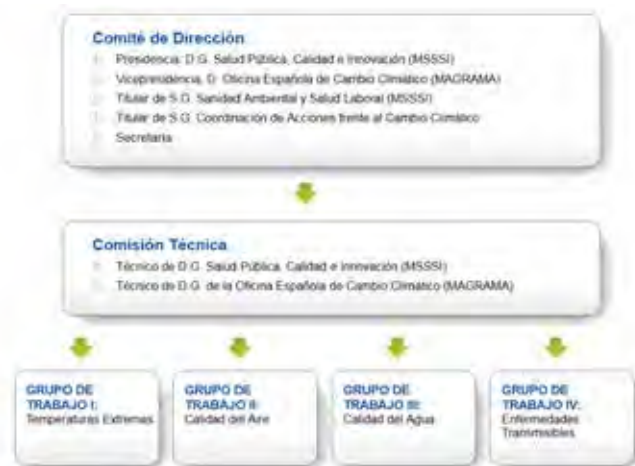 Comité de Dirección
Presidencia: D.G. Salud Pública, Calidad e Innovación (MSSSI)
Vicepresidencia: D. Oficina Española de Cambio Climático (MAGRAMA)
Titular de S.G. Sanidad Ambiental y Salud Laboral (MSSSI)
Titular de S.G. Coordinación de Acciones frente al Cambio Climático
Secretaria
Comisión Técnica
Técnico de D.G. Salud Pública, Calidad e Innovación (MSSSI)
Técnico de D.G. de la Oficina Española de Cambio Climático (MAGRAMA)
GRUPO DE
TRABAJO I:
Temperaturas Extremas
GRUPO DE
TRABAJO II:
Calidad del Aire
GRUPO DE
TRABAJO III:
Calidad del Agua
GRUPO DE
TRABAJO IV:
Enfermedades
Transmisibles